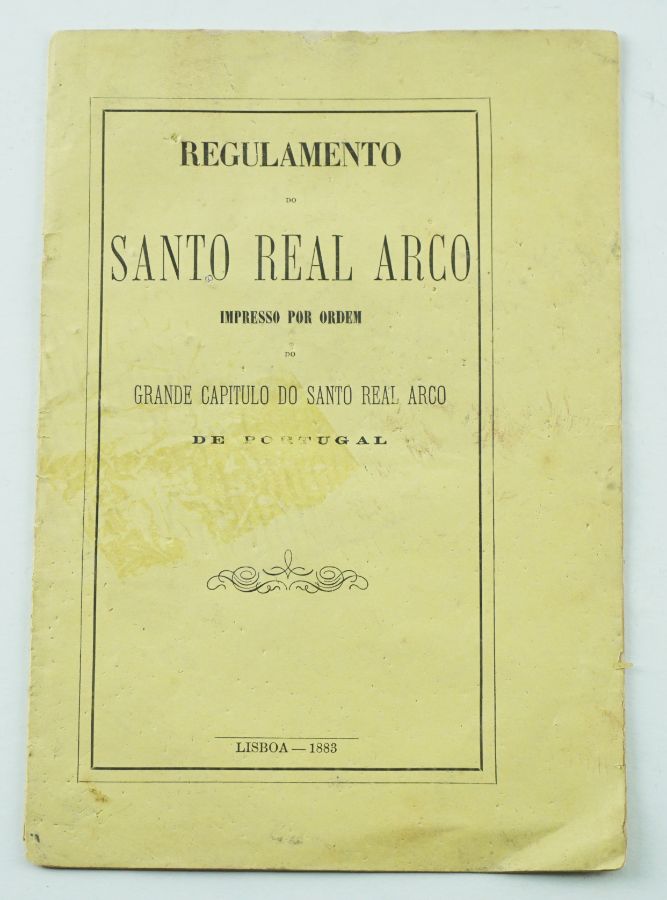 REGULAMENTO
DO
SANTO REAL ARCO
IMPRESSO POR ORDEM
DO
GRANDE CAPITULO DO SANTO REAL ARCO
DE PORTUGAL
LISBOA — 1883